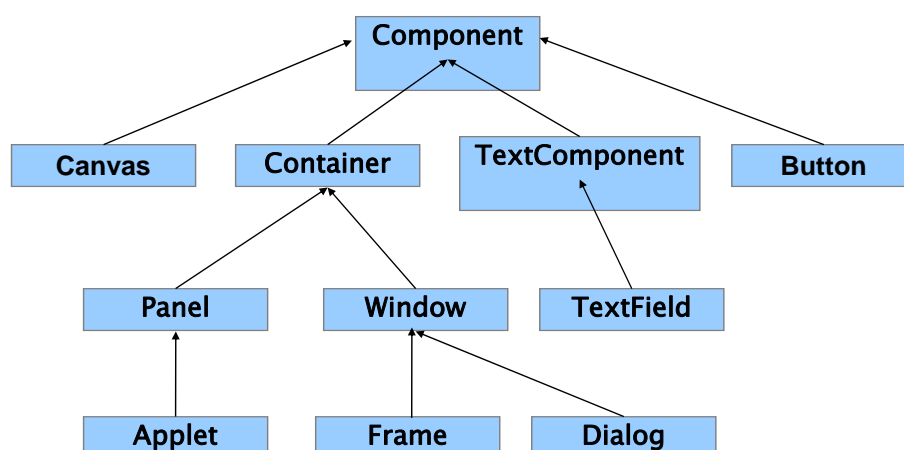 Component
Canvas
Container
TextComponent
Button
Panel
Window
TextField
Applet
Frame
Dialog